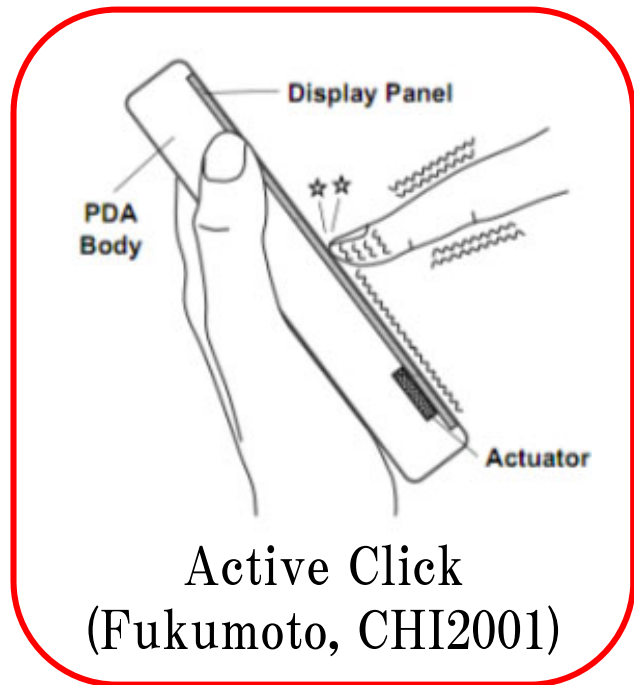 Display Panel
PDA
Body
Actuator
Active Click
(Fukumoto, CHI2001)